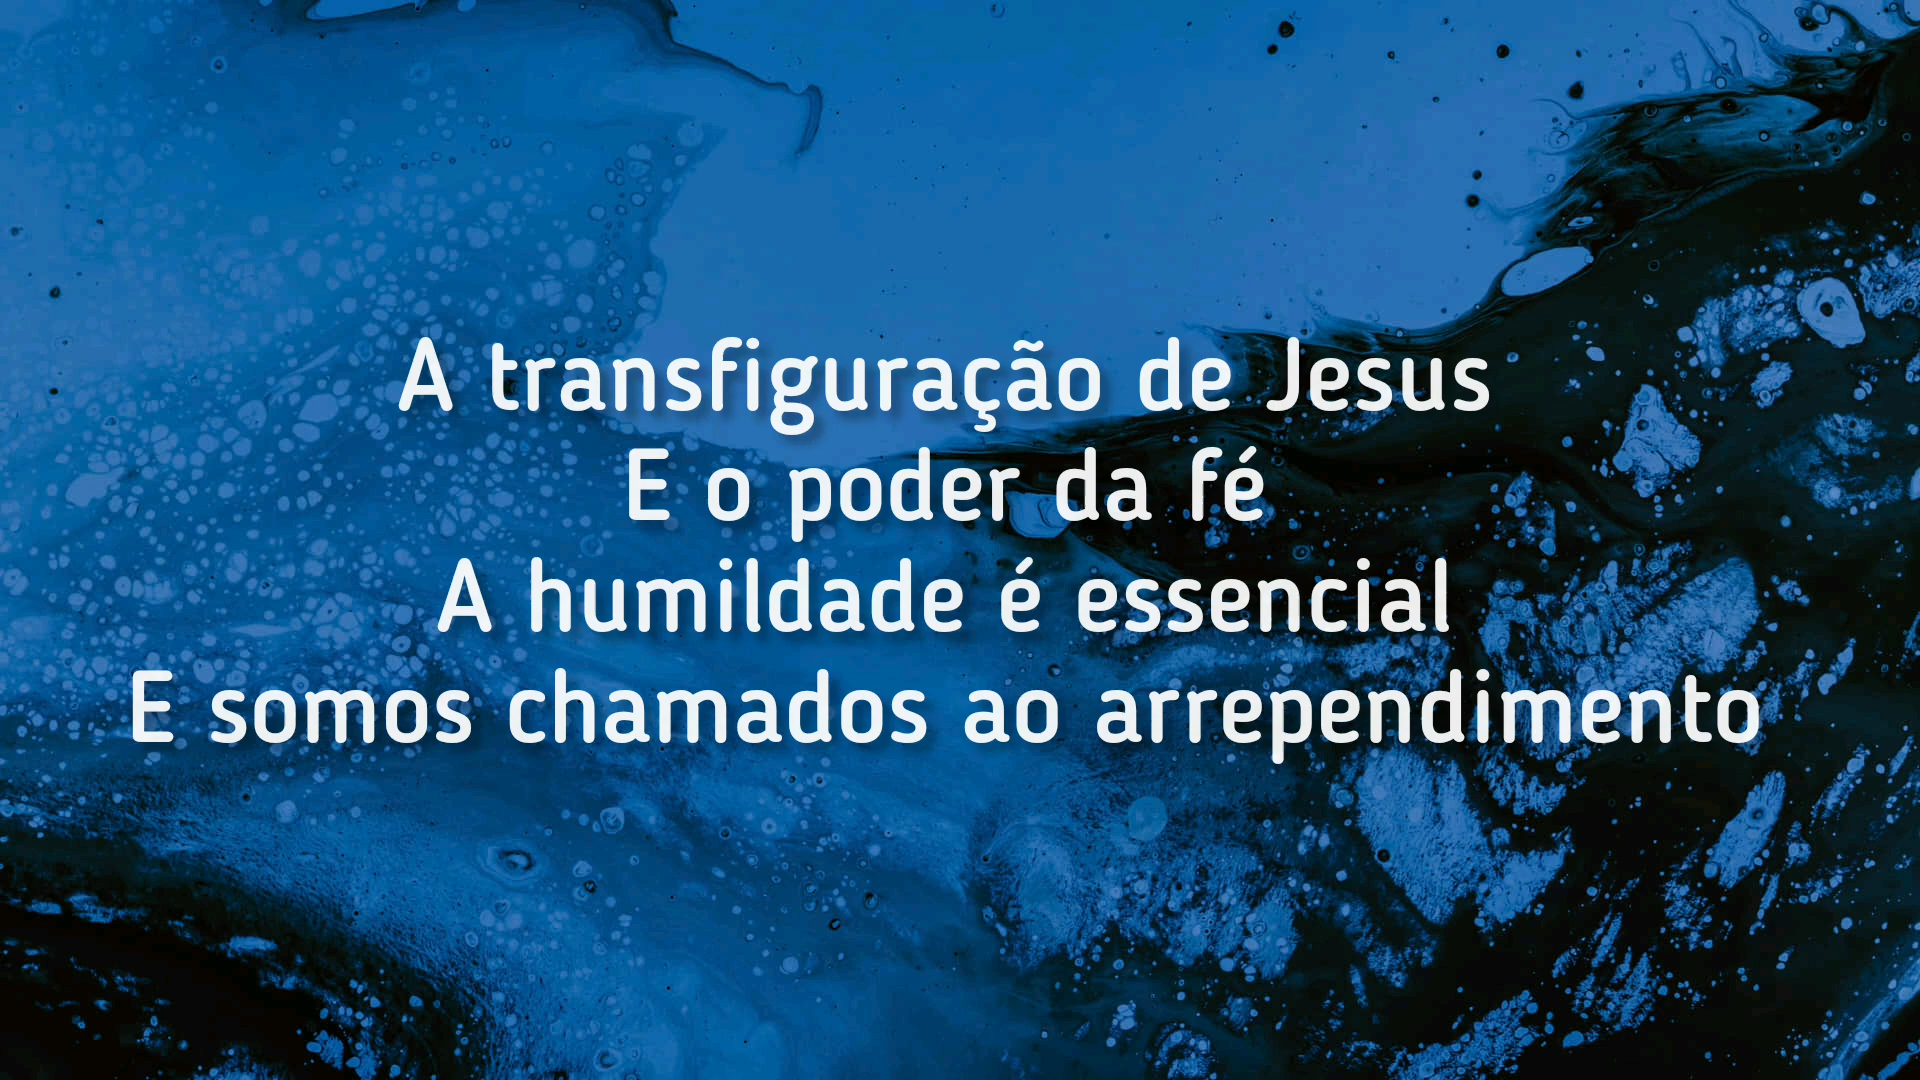 A transfiguração de Jesus
E o poder da fé
A humildade é essencial
E somos chamados ao arrependimento